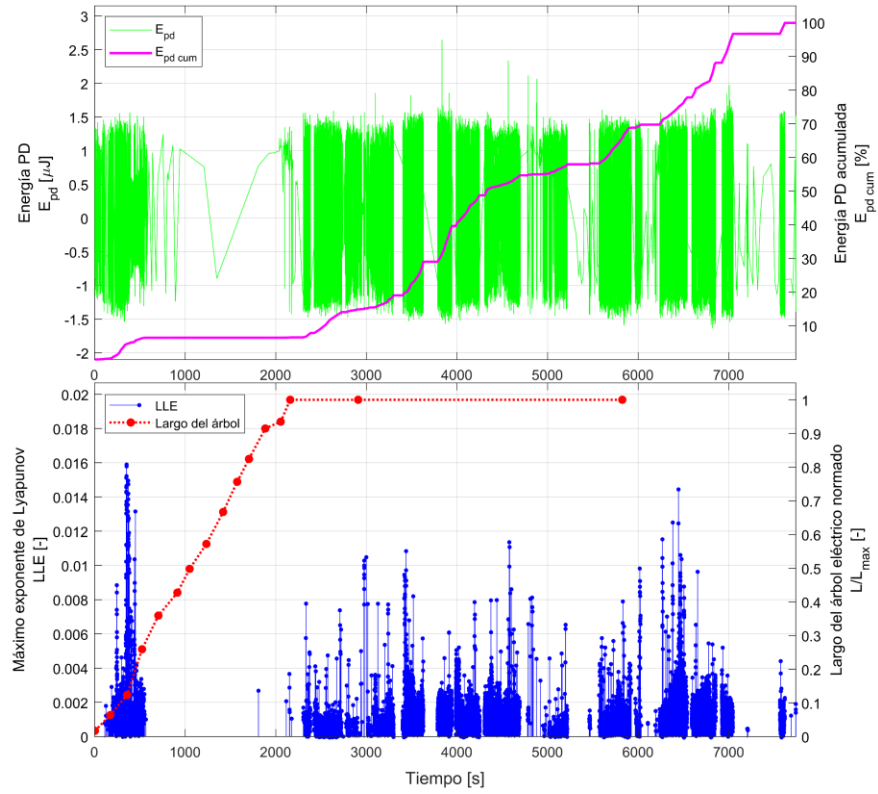 3
2.5
2
1.5
1
0.5
0
-0.5
-1
-1.5
-2
Energía PD
E_pd [μJ]
E_pd
E_pd cum
100
90
80
70
60
50
40
30
20
10
Energía PD acumulada
E_pd cum [%]
0 1000 2000 3000 4000 5000 6000 7000
0.02
0.018
0.016
0.014
0.012
0.01
0.008
0.006
0.004
0.002
0
Máximo exponente de Lyapunov
LLE [-]
LLE
Largo del árbol
1
0.9
0.8
0.7
0.6
0.5
0.4
0.3
0.2
0.1
0
Largo del árbol eléctrico normado
L/L_max [-]
0 1000 2000 3000 4000 5000 6000 7000
Tiempo [s]